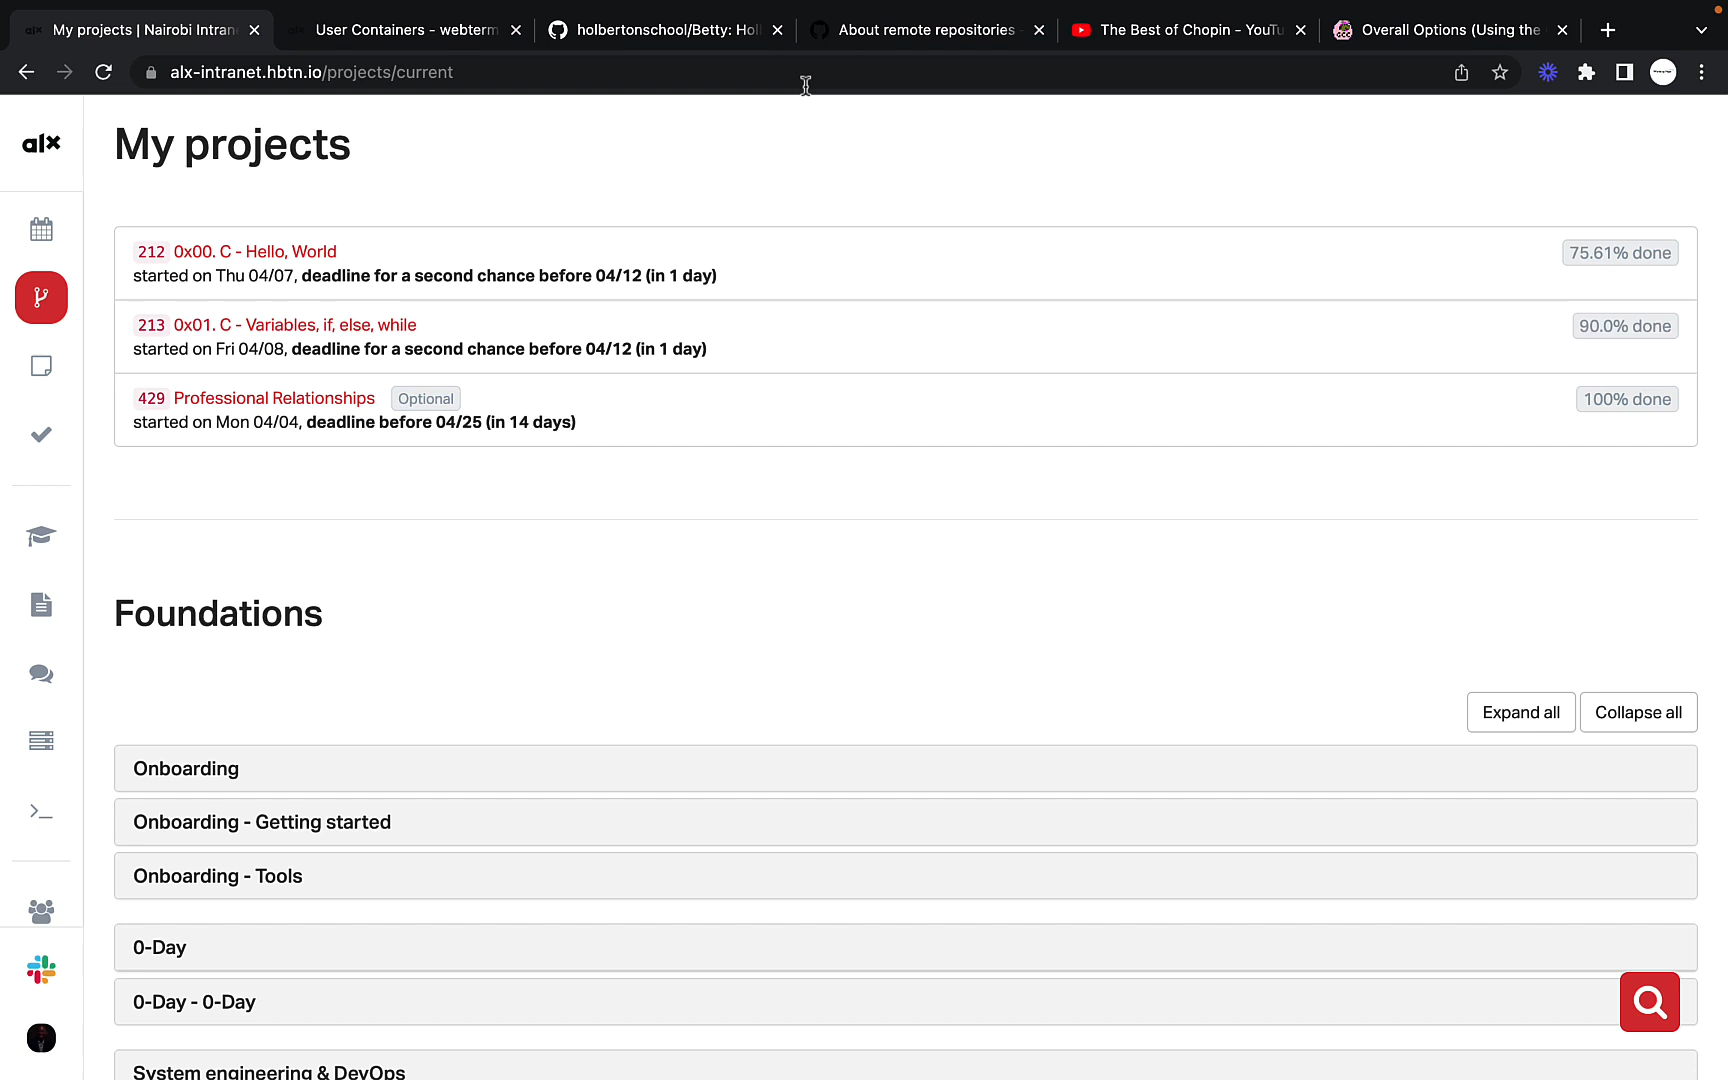 My projects | Nairobi Intran
User Containers - webterm
holbertonschool/Betty: Hol
About remote repositories
The Best of Chopin - YouTu
Overall Options (Using the
alx-intranet.hbtn.io/projects/current
alx
My projects
212 0x00. C - Hello, World
75.61% done
started on Thu 04/07, deadline for a second chance before 04/12 (in 1 day)
213 0x01. C - Variables, if, else, while
90.0% done
started on Fri 04/08, deadline for a second chance before 04/12 (in 1 day)
429 Professional Relationships Optional
100% done
started on Mon 04/04, deadline before 04/25 (in 14 days)
Foundations
Expand all
Collapse all
Onboarding
Onboarding - Getting started
Onboarding - Tools
0-Day
0-Day - 0-Day
System engineering & DevOps